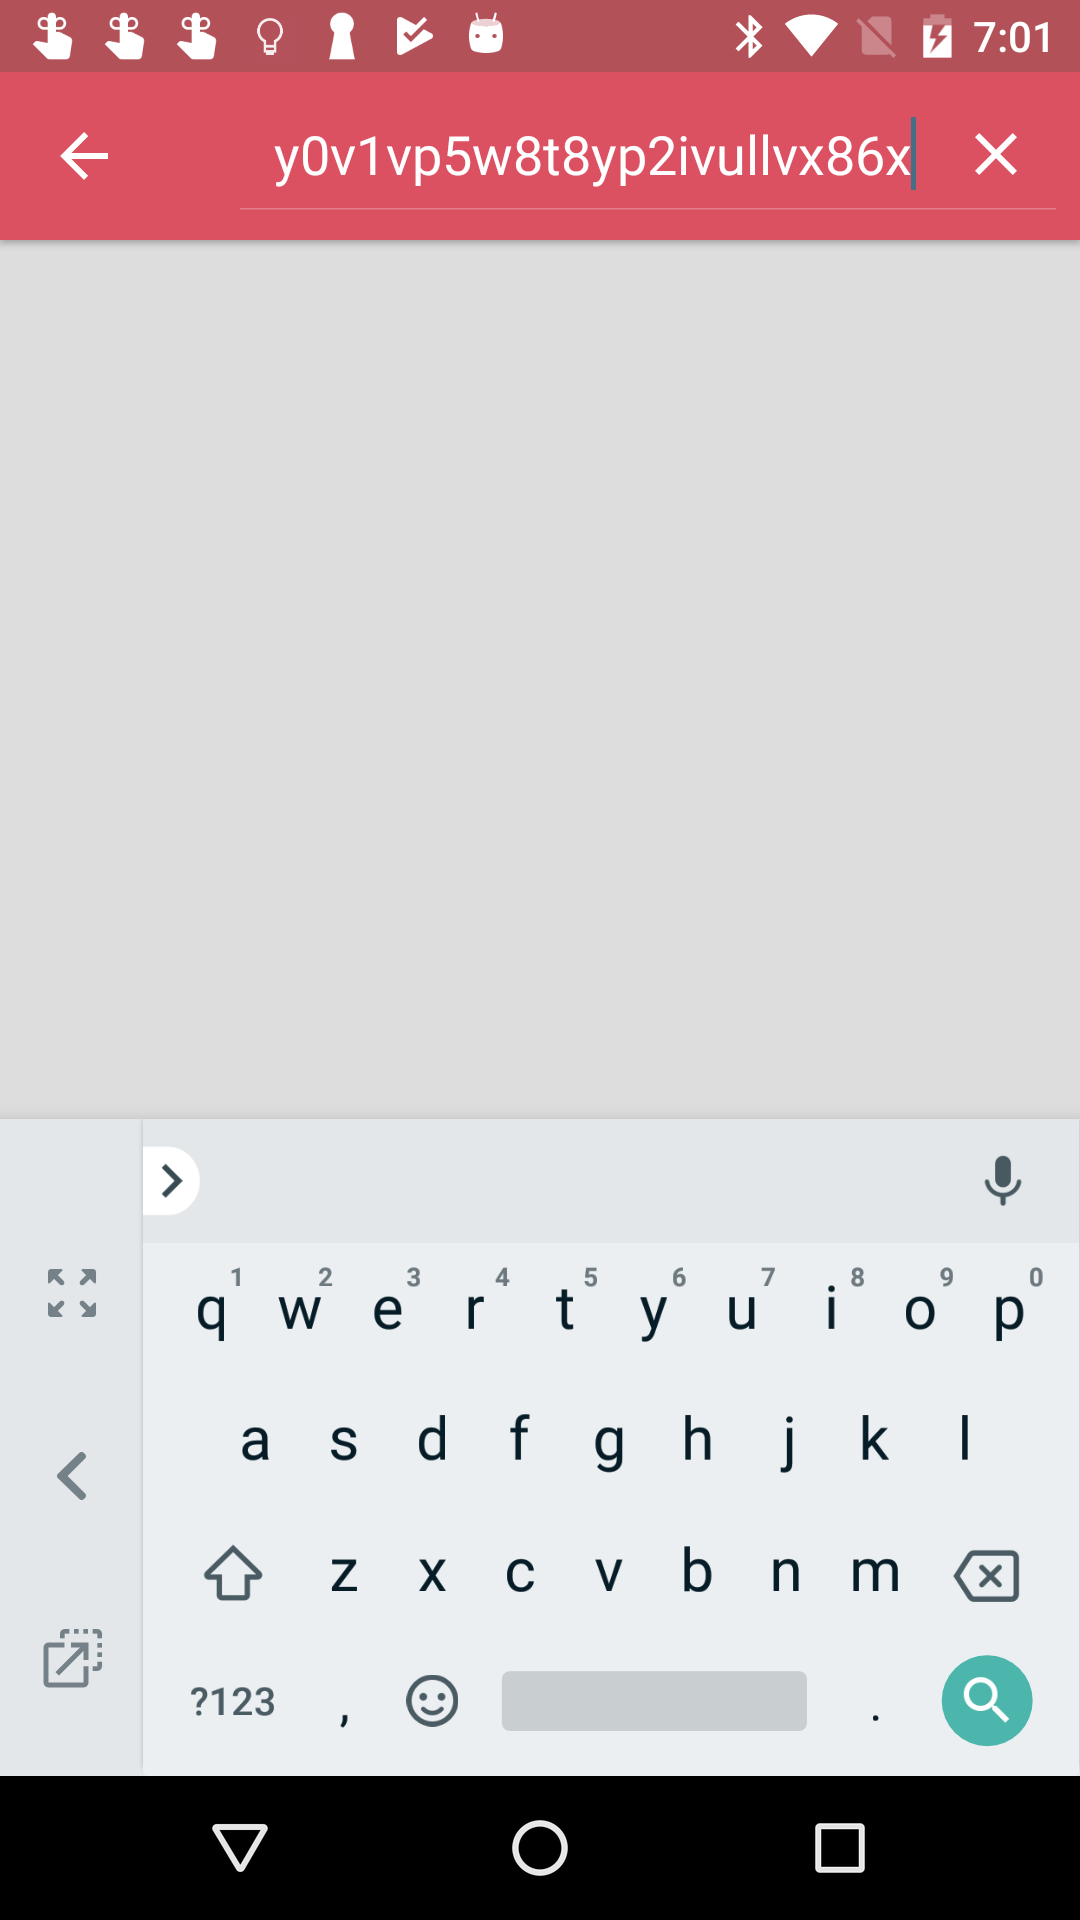 7:01
y0v1vp5w8t8yp2ivullvx86x
1 2 3 4 5 6 7 8 9 0
q w e r t y u i o p
a s d f g h j k l
z x c v b n m
?123 , .